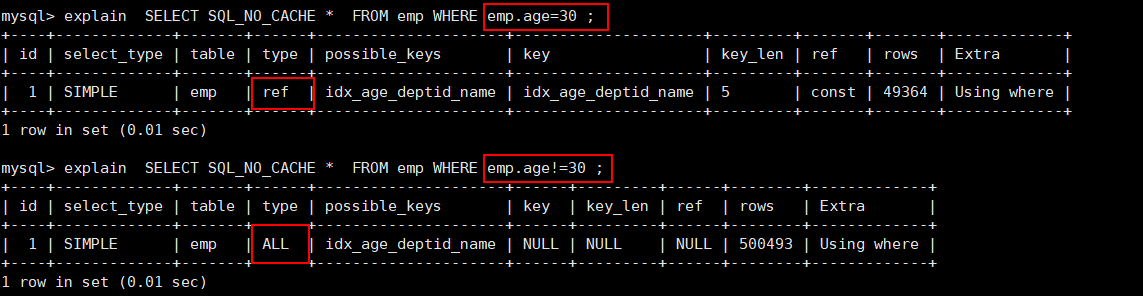 mysql> explain  SELECT SQL_NO_CACHE *  FROM emp WHERE emp.age=30 ;
+----+-------------+-------+------+----------------------+----------------------+---------+-------+-------+-------------+
| id | select_type | table | type | possible_keys        | key                  | key_len | ref   | rows  | Extra       |
+----+-------------+-------+------+----------------------+----------------------+---------+-------+-------+-------------+
|  1 | SIMPLE      | emp   | ref  | idx_age_deptid_name | idx_age_deptid_name | 5       | const | 49364 | Using where |
+----+-------------+-------+------+----------------------+----------------------+---------+-------+-------+-------------+
1 row in set (0.01 sec)
mysql> explain  SELECT SQL_NO_CACHE *  FROM emp WHERE emp.age!=30 ;
+----+-------------+-------+------+---------------------+------+---------+------+--------+-------------+
| id | select_type | table | type | possible_keys       | key  | key_len | ref  | rows   | Extra       |
+----+-------------+-------+------+---------------------+------+---------+------+--------+-------------+
|  1 | SIMPLE      | emp   | ALL  | idx_age_deptid_name | NULL | NULL    | NULL | 500493 | Using where |
+----+-------------+-------+------+---------------------+------+---------+------+--------+-------------+
1 row in set (0.01 sec)